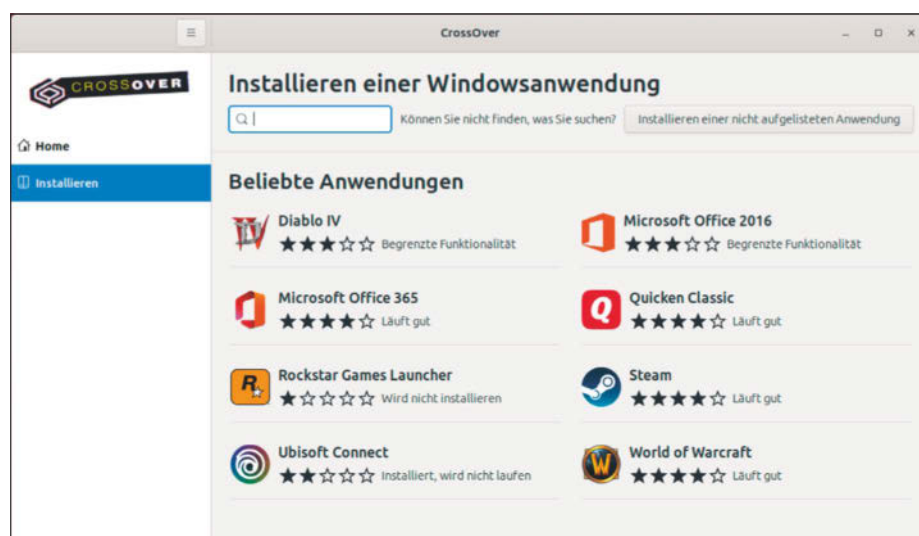 CrossOver
CROSSOVER
Home
Installieren
Installieren einer Windowsanwendung
Können Sie nicht finden, was Sie suchen?
Installieren einer nicht aufgelisteten Anwendung
Beliebte Anwendungen
Diablo IV
Begrenzte Funktionalität
Microsoft Office 2016
Begrenzte Funktionalität
Microsoft Office 365
Läuft gut
Quicken Classic
Läuft gut
Rockstar Games Launcher
Wird nicht installieren
Steam
Läuft gut
Ubisoft Connect
Installiert, wird nicht laufen
World of Warcraft
Läuft gut